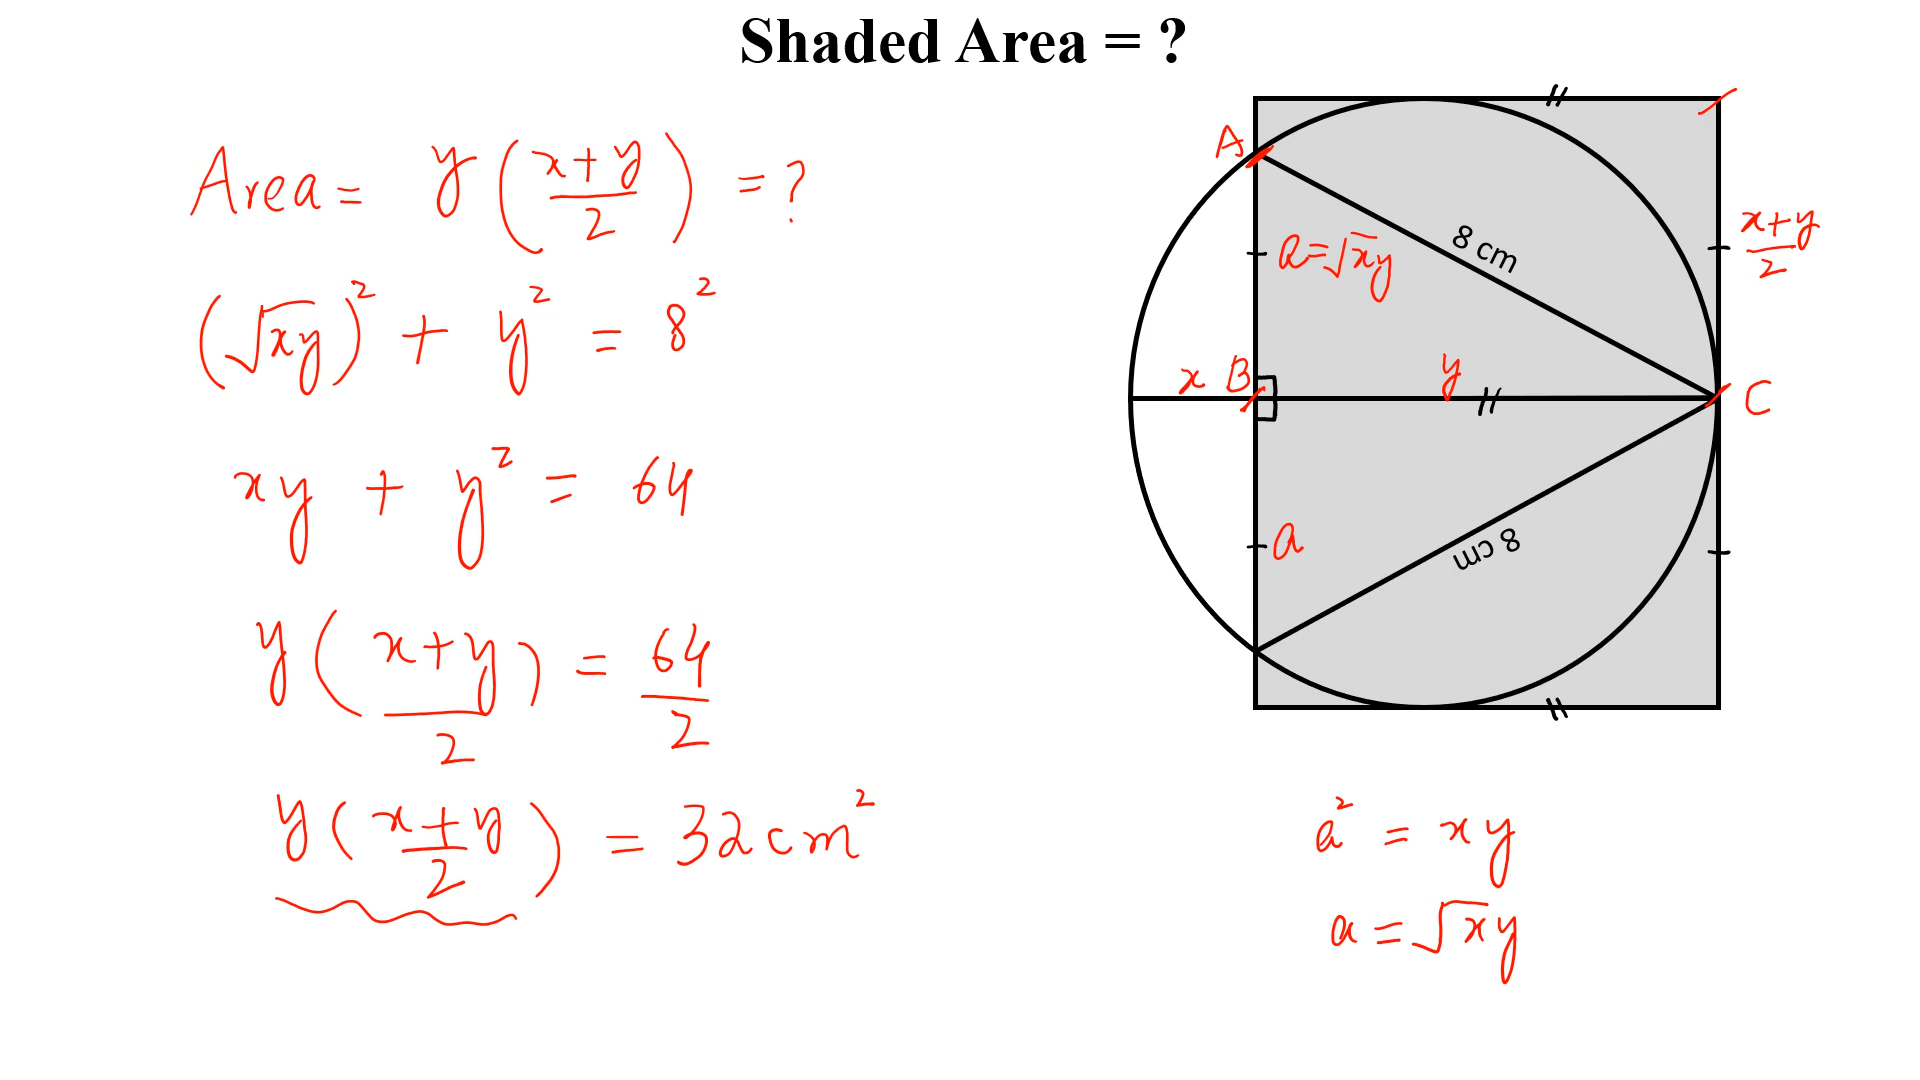 Shaded Area = ?
Area = y (x+y/2) = ?
(√xy)² + y² = 8²
xy + y² = 64
y (x+y/2) = 64/2
y (x+y/2) = 32 cm²
A
a=√xy
8 cm
x+y/2
x B y C
a
8 cm
a² = xy
a = √xy